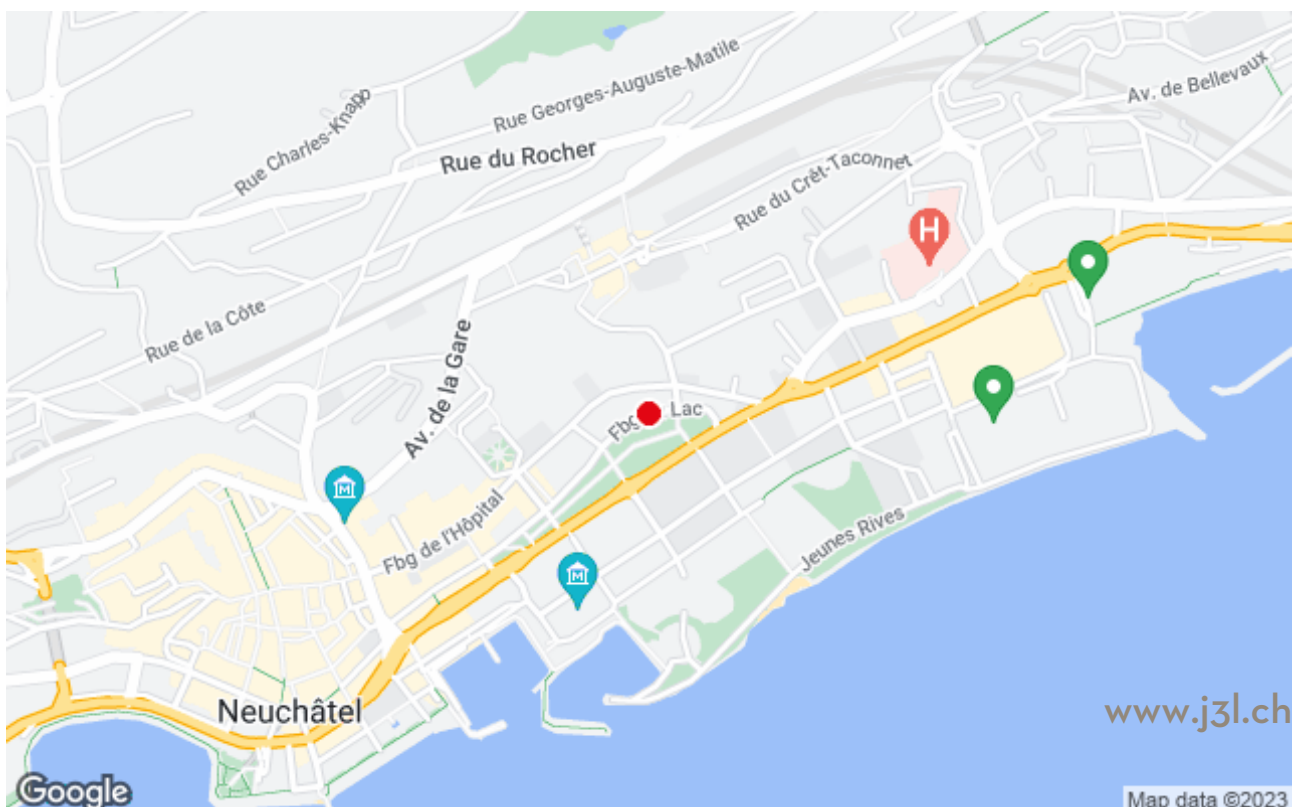 Rue Georges-Auguste-Matile
Av. de Bellevaux
Rue Charles-Knapp
Rue du Rocher
Rue du Crêt-Taconnet
H
Rue de la Côte
Av. de la Gare
Lac
M
Fbg de l'Hôpital
Jeunes Rives
M
Neuchâtel
www.j3l.ch
Google
Map data ©2023